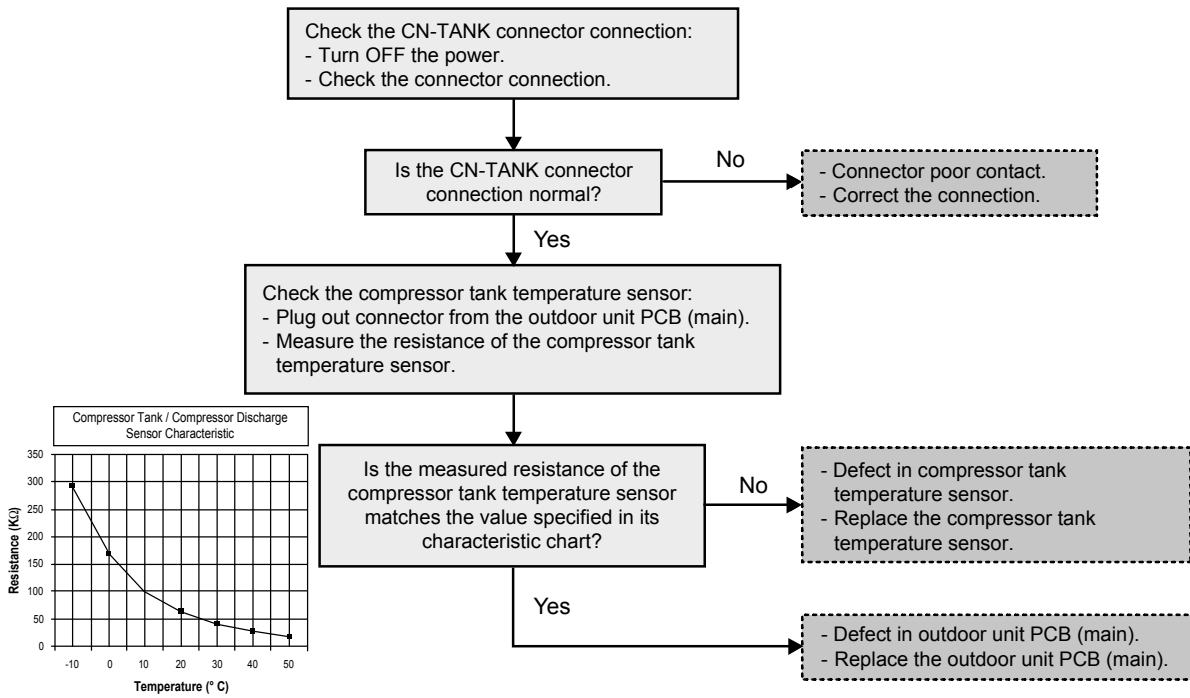 Check the CN-TANK connector connection:
- Turn OFF the power.
- Check the connector connection.
Is the CN-TANK connector
connection normal?
No
- Connector poor contact.
- Correct the connection.
Yes
Check the compressor tank temperature sensor:
- Plug out connector from the outdoor unit PCB (main).
- Measure the resistance of the compressor tank
temperature sensor.
Compressor Tank / Compressor Discharge
Sensor Characteristic
Resistance (KΩ)
350
300
250
200
150
100
50
0
-10 0 10 20 30 40 50
Temperature (° C)
Is the measured resistance of the
compressor tank temperature sensor
matches the value specified in its
characteristic chart?
No
- Defect in compressor tank
temperature sensor.
- Replace the compressor tank
temperature sensor.
Yes
- Defect in outdoor unit PCB (main).
- Replace the outdoor unit PCB (main).